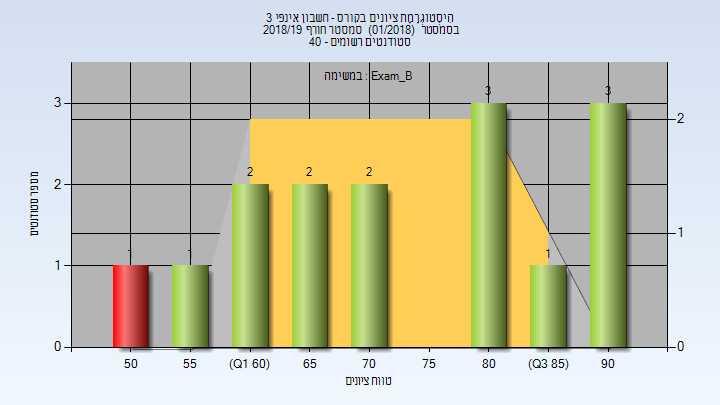 היסטוגרמת ציונים בקורס - חשבון אינפי 3
בסמסטר (01/2018) סמסטר חורף 2018/19
סטודנטים רשומים - 40
במשימה : Exam_B
מספר סטודנטים
3
2
1
0
2
1
0
1
1
2
2
2
3
1
3
50
55
(Q1 60)
65
70
75
80
(Q3 85)
90
טווח ציונים